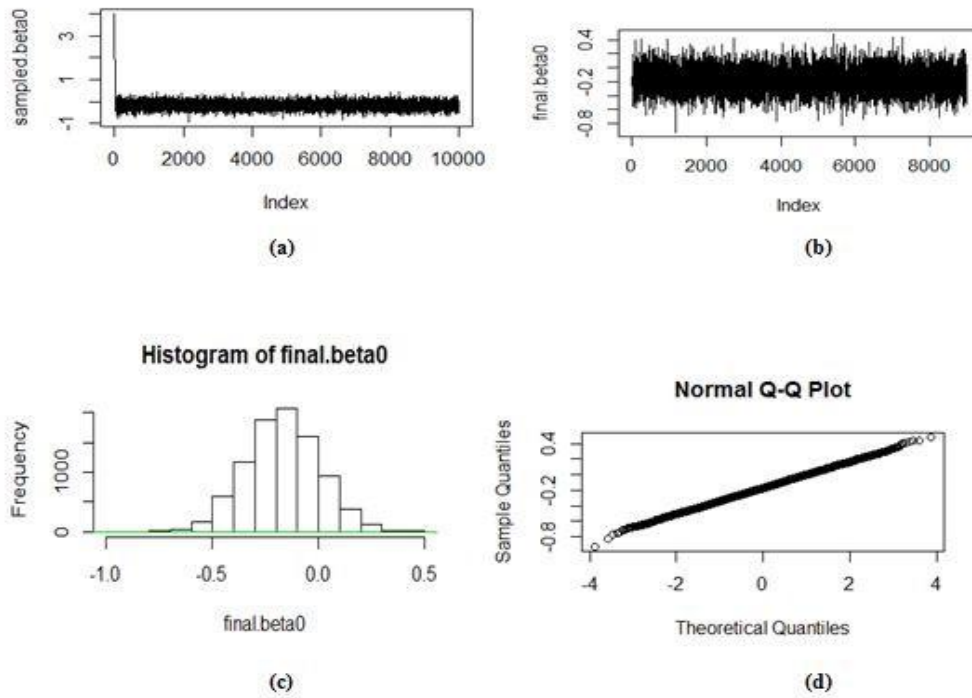 sampled.beta0
3
1
-1
0 2000 4000 6000 8000 10000
Index
(a)
final.beta0
0.4
-0.2
-0.8
0 2000 4000 6000 8000
Index
(b)
Histogram of final.beta0
Frequency
1000
0
-1.0 -0.5 0.0 0.5
final.beta0
(c)
Normal Q-Q Plot
Sample Quantiles
0.4
-0.2
-0.8
-4 -2 0 2 4
Theoretical Quantiles
(d)